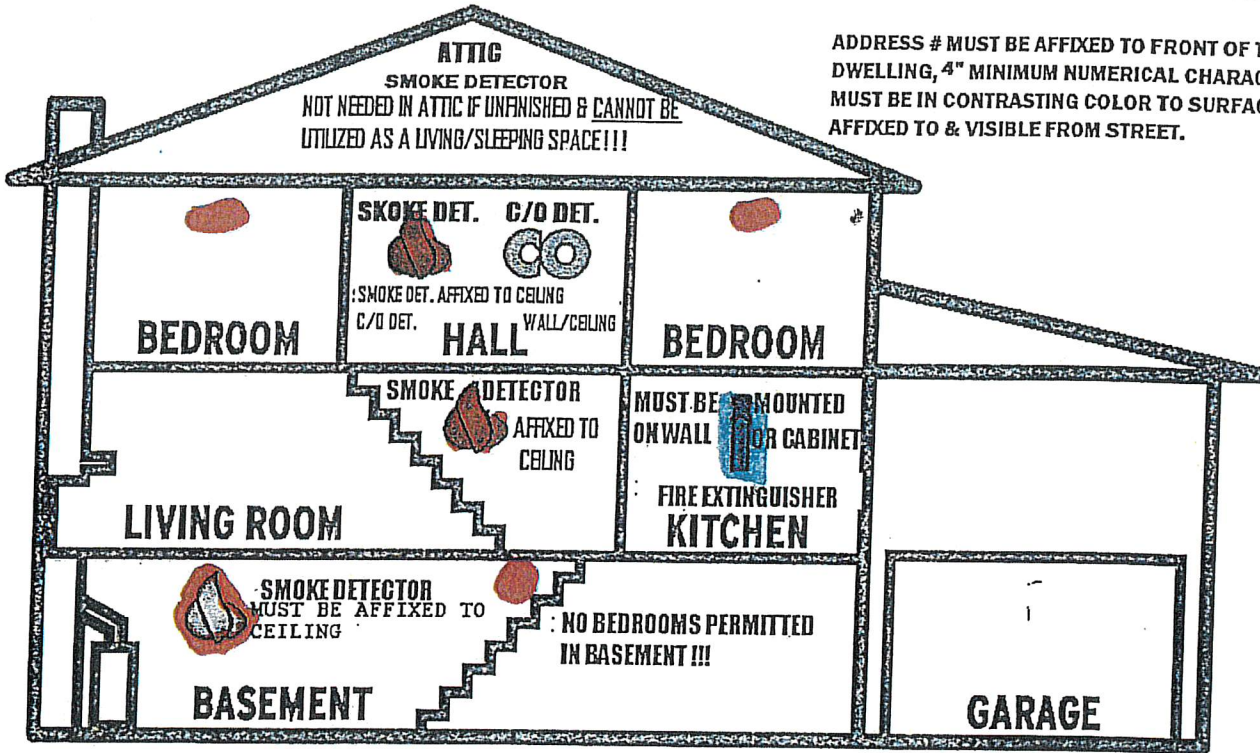 ATTIC
SMOKE DETECTOR
NOT NEEDED IN ATTIC IF UNFINISHED & CANNOT BE
UTILIZED AS A LIVING/SLEEPING SPACE!!!
ADDRESS # MUST BE AFFIXED TO FRONT OF
DWELLING, 4" MINIMUM NUMERICAL
MUST BE IN CONTRASTING COLOR TO
AFFIXED TO & VISIBLE FROM STREET.
BEDROOM
SKOKE DET. C/O DET.
CO
:SMOKE DET. AFFIXED TO CEILING
C/O DET. WALL/CEILING
HALL
BEDROOM
LIVING ROOM
SMOKE DETECTOR
AFFIXED TO
CEILING
MUST BE MOUNTED
ON WALL OR CABINET
FIRE EXTINGUISHER
KITCHEN
SMOKE DETECTOR
MUST BE AFFIXED TO
CEILING
BASEMENT
: NO BEDROOMS PERMITTED
IN BASEMENT !!!
GARAGE